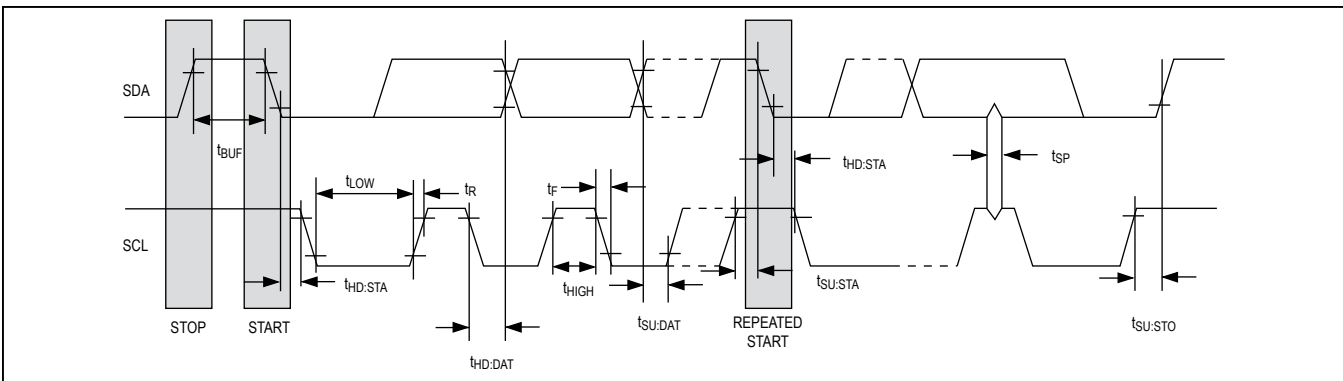 SDA
tBUF
tHD:STA
tSP
tLOW
tR
tF
SCL
tHD:STA
tHIGH
tSU:STA
tSU:DAT
tSU:STO
STOP
START
REPEATED
START
tHD:DAT